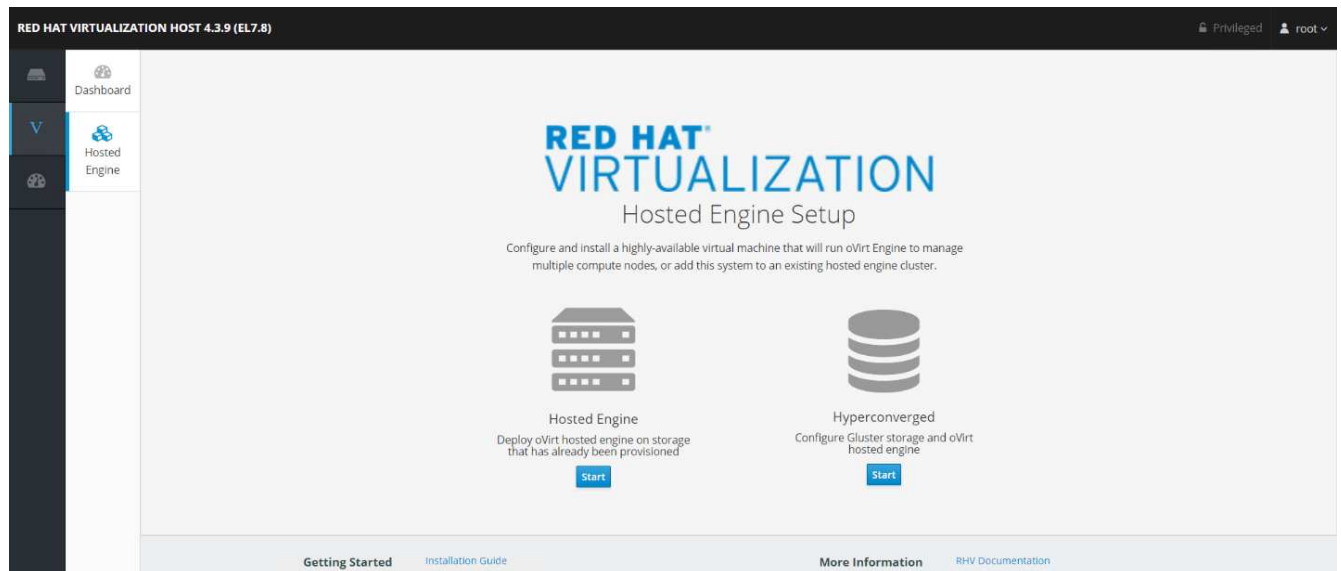 RED HAT VIRTUALIZATION HOST 4.3.9 (EL7.8)
Privileged
root
Dashboard
V
Hosted
Engine
RED HAT®
VIRTUALIZATION
Hosted Engine Setup
Configure and install a highly-available virtual machine that will run oVirt Engine to manage
multiple compute nodes, or add this system to an existing hosted engine cluster.
Hosted Engine
Deploy oVirt hosted engine on storage
that has already been provisioned
Start
Hyperconverged
Configure Gluster storage and oVirt
hosted engine
Start
Getting Started
Installation Guide
More Information
RHV Documentation